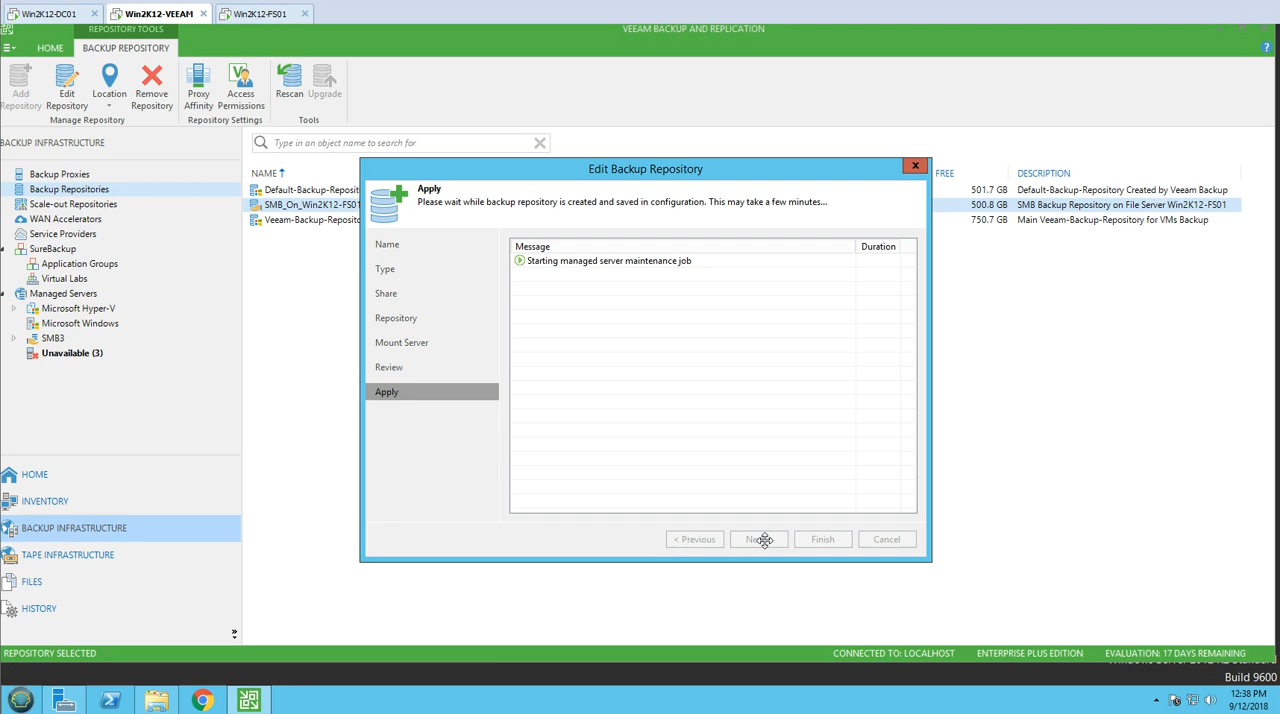 Win2K12-DC01
Win2K12-VEEAM
Win2K12-FS01
REPOSITORY TOOLS
VEEAM BACKUP AND REPLICATION
HOME
BACKUP REPOSITORY
Add Repository
Edit Repository
Location
Remove Repository
Proxy Affinity
Access Permissions
Rescan
Upgrade
Manage Repository
Repository Settings
Tools
BACKUP INFRASTRUCTURE
Type in an object name to search for
Backup Proxies
Backup Repositories
Scale-out Repositories
WAN Accelerators
Service Providers
SureBackup
Application Groups
Virtual Labs
Managed Servers
Microsoft Hyper-V
Microsoft Windows
SMB3
Unavailable (3)
NAME
FREE
DESCRIPTION
Default-Backup-Reposit
501.7 GB
Default-Backup-Repository Created by Veeam Backup
SMB_On_Win2K12-FS01
500.8 GB
SMB Backup Repository on File Server Win2K12-FS01
Veeam-Backup-Reposito
750.7 GB
Main Veeam-Backup-Repository for VMs Backup
Edit Backup Repository
Apply
Please wait while backup repository is created and saved in configuration. This may take a few minutes...
Name
Type
Share
Repository
Mount Server
Review
Apply
Message
Duration
Starting managed server maintenance job
< Previous
Finish
Cancel
HOME
INVENTORY
BACKUP INFRASTRUCTURE
TAPE INFRASTRUCTURE
FILES
HISTORY
REPOSITORY SELECTED
CONNECTED TO: LOCALHOST
ENTERPRISE PLUS EDITION
EVALUATION: 17 DAYS REMAINING
Build 9600
12:38 PM
9/12/2018